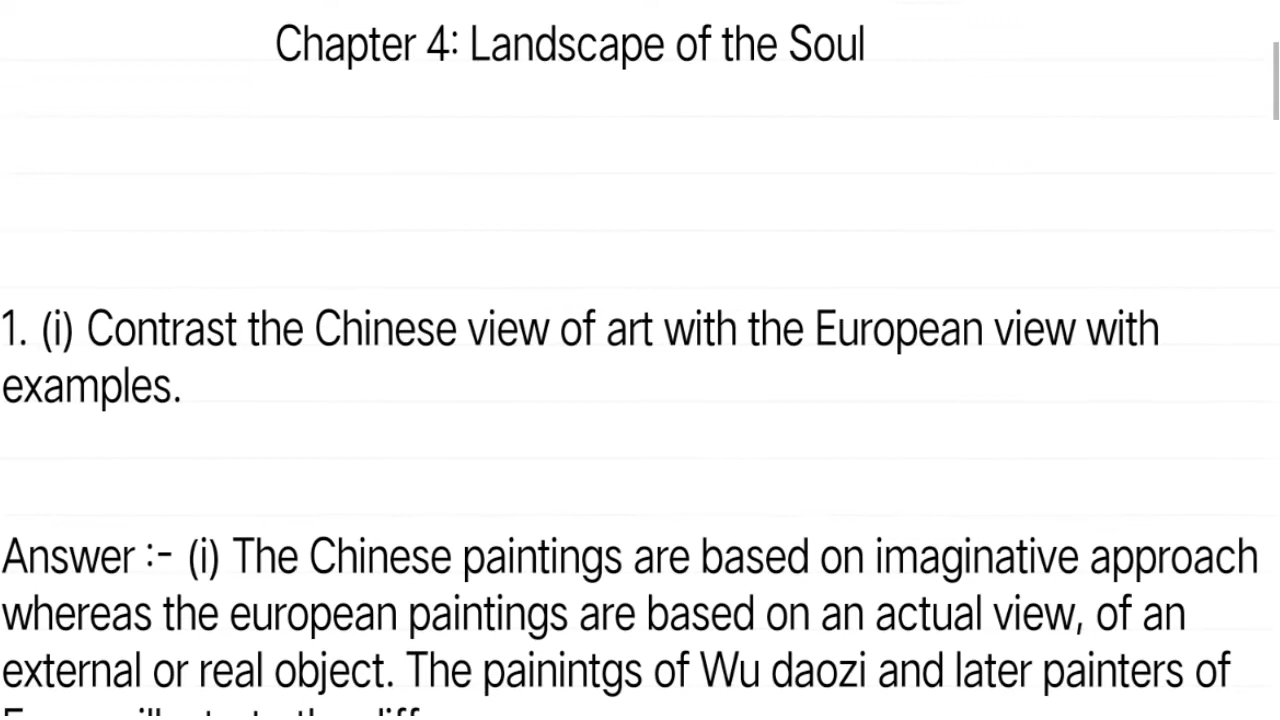 Chapter 4: Landscape of the Soul
1. (i) Contrast the Chinese view of art with the European view with
examples.
Answer :- (i) The Chinese paintings are based on imaginative approach
whereas the european paintings are based on an actual view, of an
external or real object. The painintgs of Wu daozi and later painters of